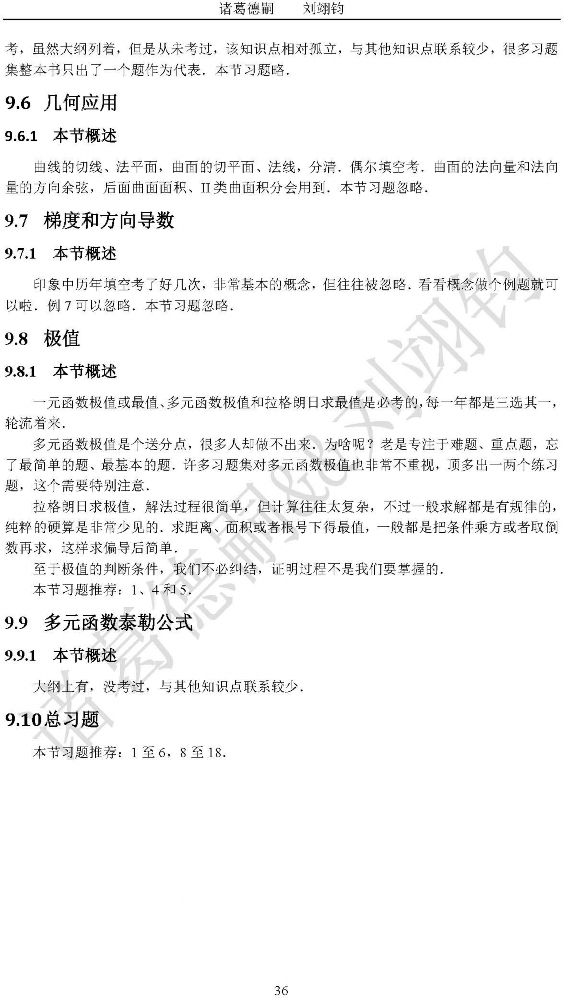 诸葛德嗣 刘翊钧
考，虽然大纲列着，但是从未考过，该知识点相对孤立，与其他知识点联系较少，很多习题
集整本书只出了一个题作为代表．本节习题略．
9.6 几何应用
9.6.1 本节概述
曲线的切线、法平面，曲面的切平面、法线，分清．偶尔填空考．曲面的法向量和法向
量的方向余弦，后面曲面面积、II 类曲面积分会用到．本节习题忽略．
9.7 梯度和方向导数
9.7.1 本节概述
印象中历年填空考了好几次，非常基本的概念，但往往被忽略．看看概念做个例题就可
以啦．例 7 可以忽略．本节习题忽略．
9.8 极值
9.8.1 本节概述
一元函数极值或最值、多元函数极值和拉格朗日求最值是必考的，每一年都是三选其一，
轮流着来．
多元函数极值是个送分点，很多人却做不出来．为啥呢？老是专注于难题、重点题，忘
了最简单的题、最基本的题．许多习题集对多元函数极值也非常不重视，顶多出一两个练习
题，这个需要特别注意．
拉格朗日求极值，解法过程很简单，但计算往往太复杂，不过一般求解都是有规律的，
纯粹的硬算是非常少见的．求距离、面积或者根号下得最值，一般都是把条件乘方或者取倒
数再求，这样求偏导后简单．
至于极值的判断条件，我们不必纠结，证明过程不是我们要掌握的．
本节习题推荐：1、4 和 5．
9.9 多元函数泰勒公式
9.9.1 本节概述
大纲上有，没考过，与其他知识点联系较少．
9.10 总习题
本节习题推荐：1 至 6，8 至 18．
诸葛德嗣&&刘翊钧
36